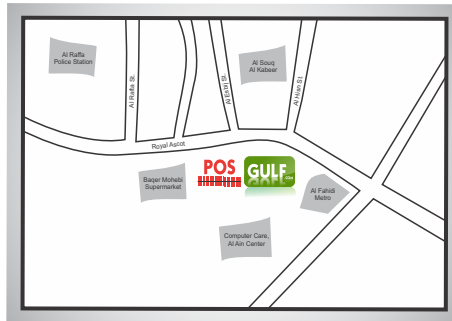 Al Raffa
Police Station
Al Raffa St.
Al Esbij St.
Al Souq
Al Kabeer
Al Hisn St.
Royal Ascot
Baqer Mohebi
Supermarket
POS
GULF.com
Al Fahidi
Metro
Computer Care,
Al Ain Center